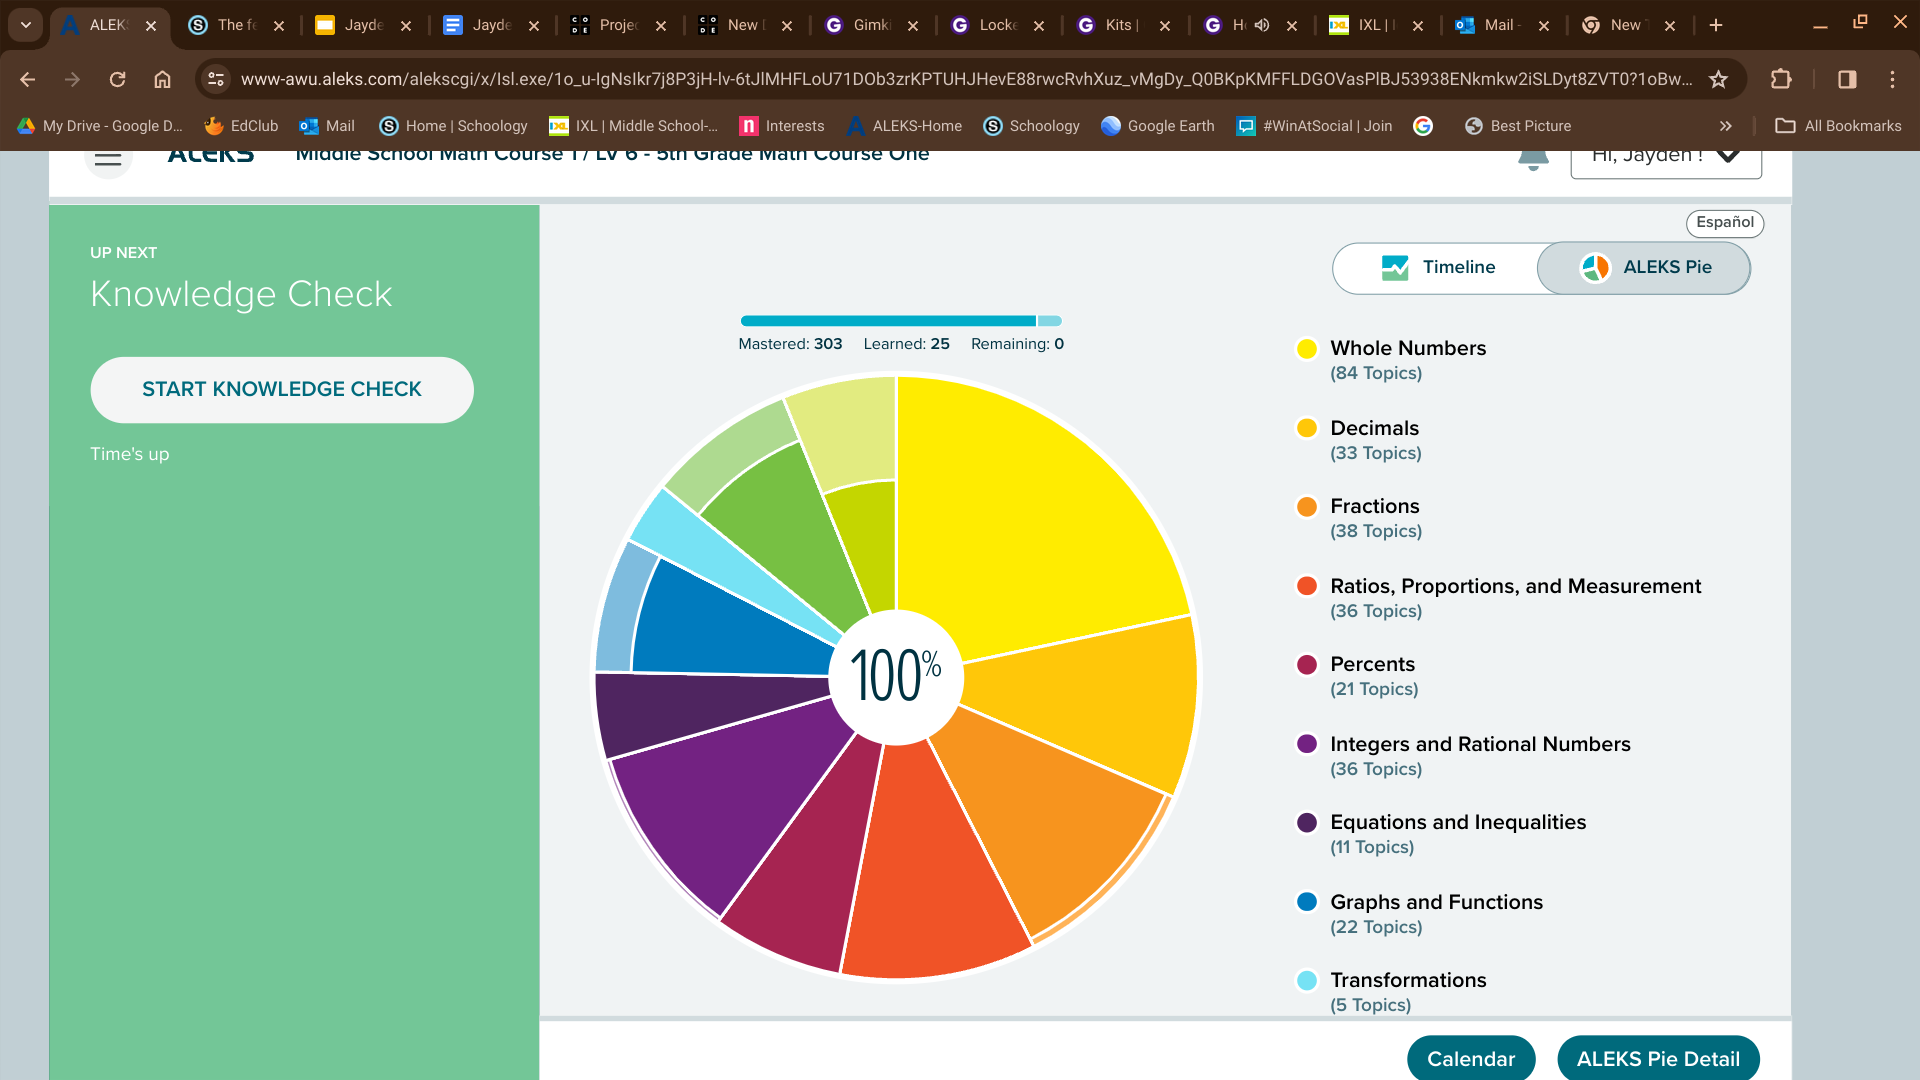 ALEKS
The fe
Jayde
Jayde
Projec
New
Gimki
Locke
Kits |
H
IXL |
Mail -
New
www-awu.aleks.com/alekscgi/x/Isl.exe/1o_u-IgNsIkr7j8P3jH-lv-6tJlMHFLoU71DOb3zrKPTUHJHevE88rwcRvhXuz_vMgDy_Q0BKpKMFFLDGOVasPlBJ53938ENkmkw2iSLDyt8ZVT0?1oBw...
My Drive - Google D...
EdClub
Mail
Home | Schoology
IXL | Middle School-...
Interests
ALEKS-Home
Schoology
Google Earth
#WinAtSocial | Join
Best Picture
All Bookmarks
ALEKS
Middle School Math Course 1 / LV 6 - 5th Grade Math Course One
Hi, Jayden !
Español
UP NEXT
Knowledge Check
START KNOWLEDGE CHECK
Time's up
Timeline
ALEKS Pie
Mastered: 303 Learned: 25 Remaining: 0
100%
Whole Numbers
(84 Topics)
Decimals
(33 Topics)
Fractions
(38 Topics)
Ratios, Proportions, and Measurement
(36 Topics)
Percents
(21 Topics)
Integers and Rational Numbers
(36 Topics)
Equations and Inequalities
(11 Topics)
Graphs and Functions
(22 Topics)
Transformations
(5 Topics)
Calendar
ALEKS Pie Detail